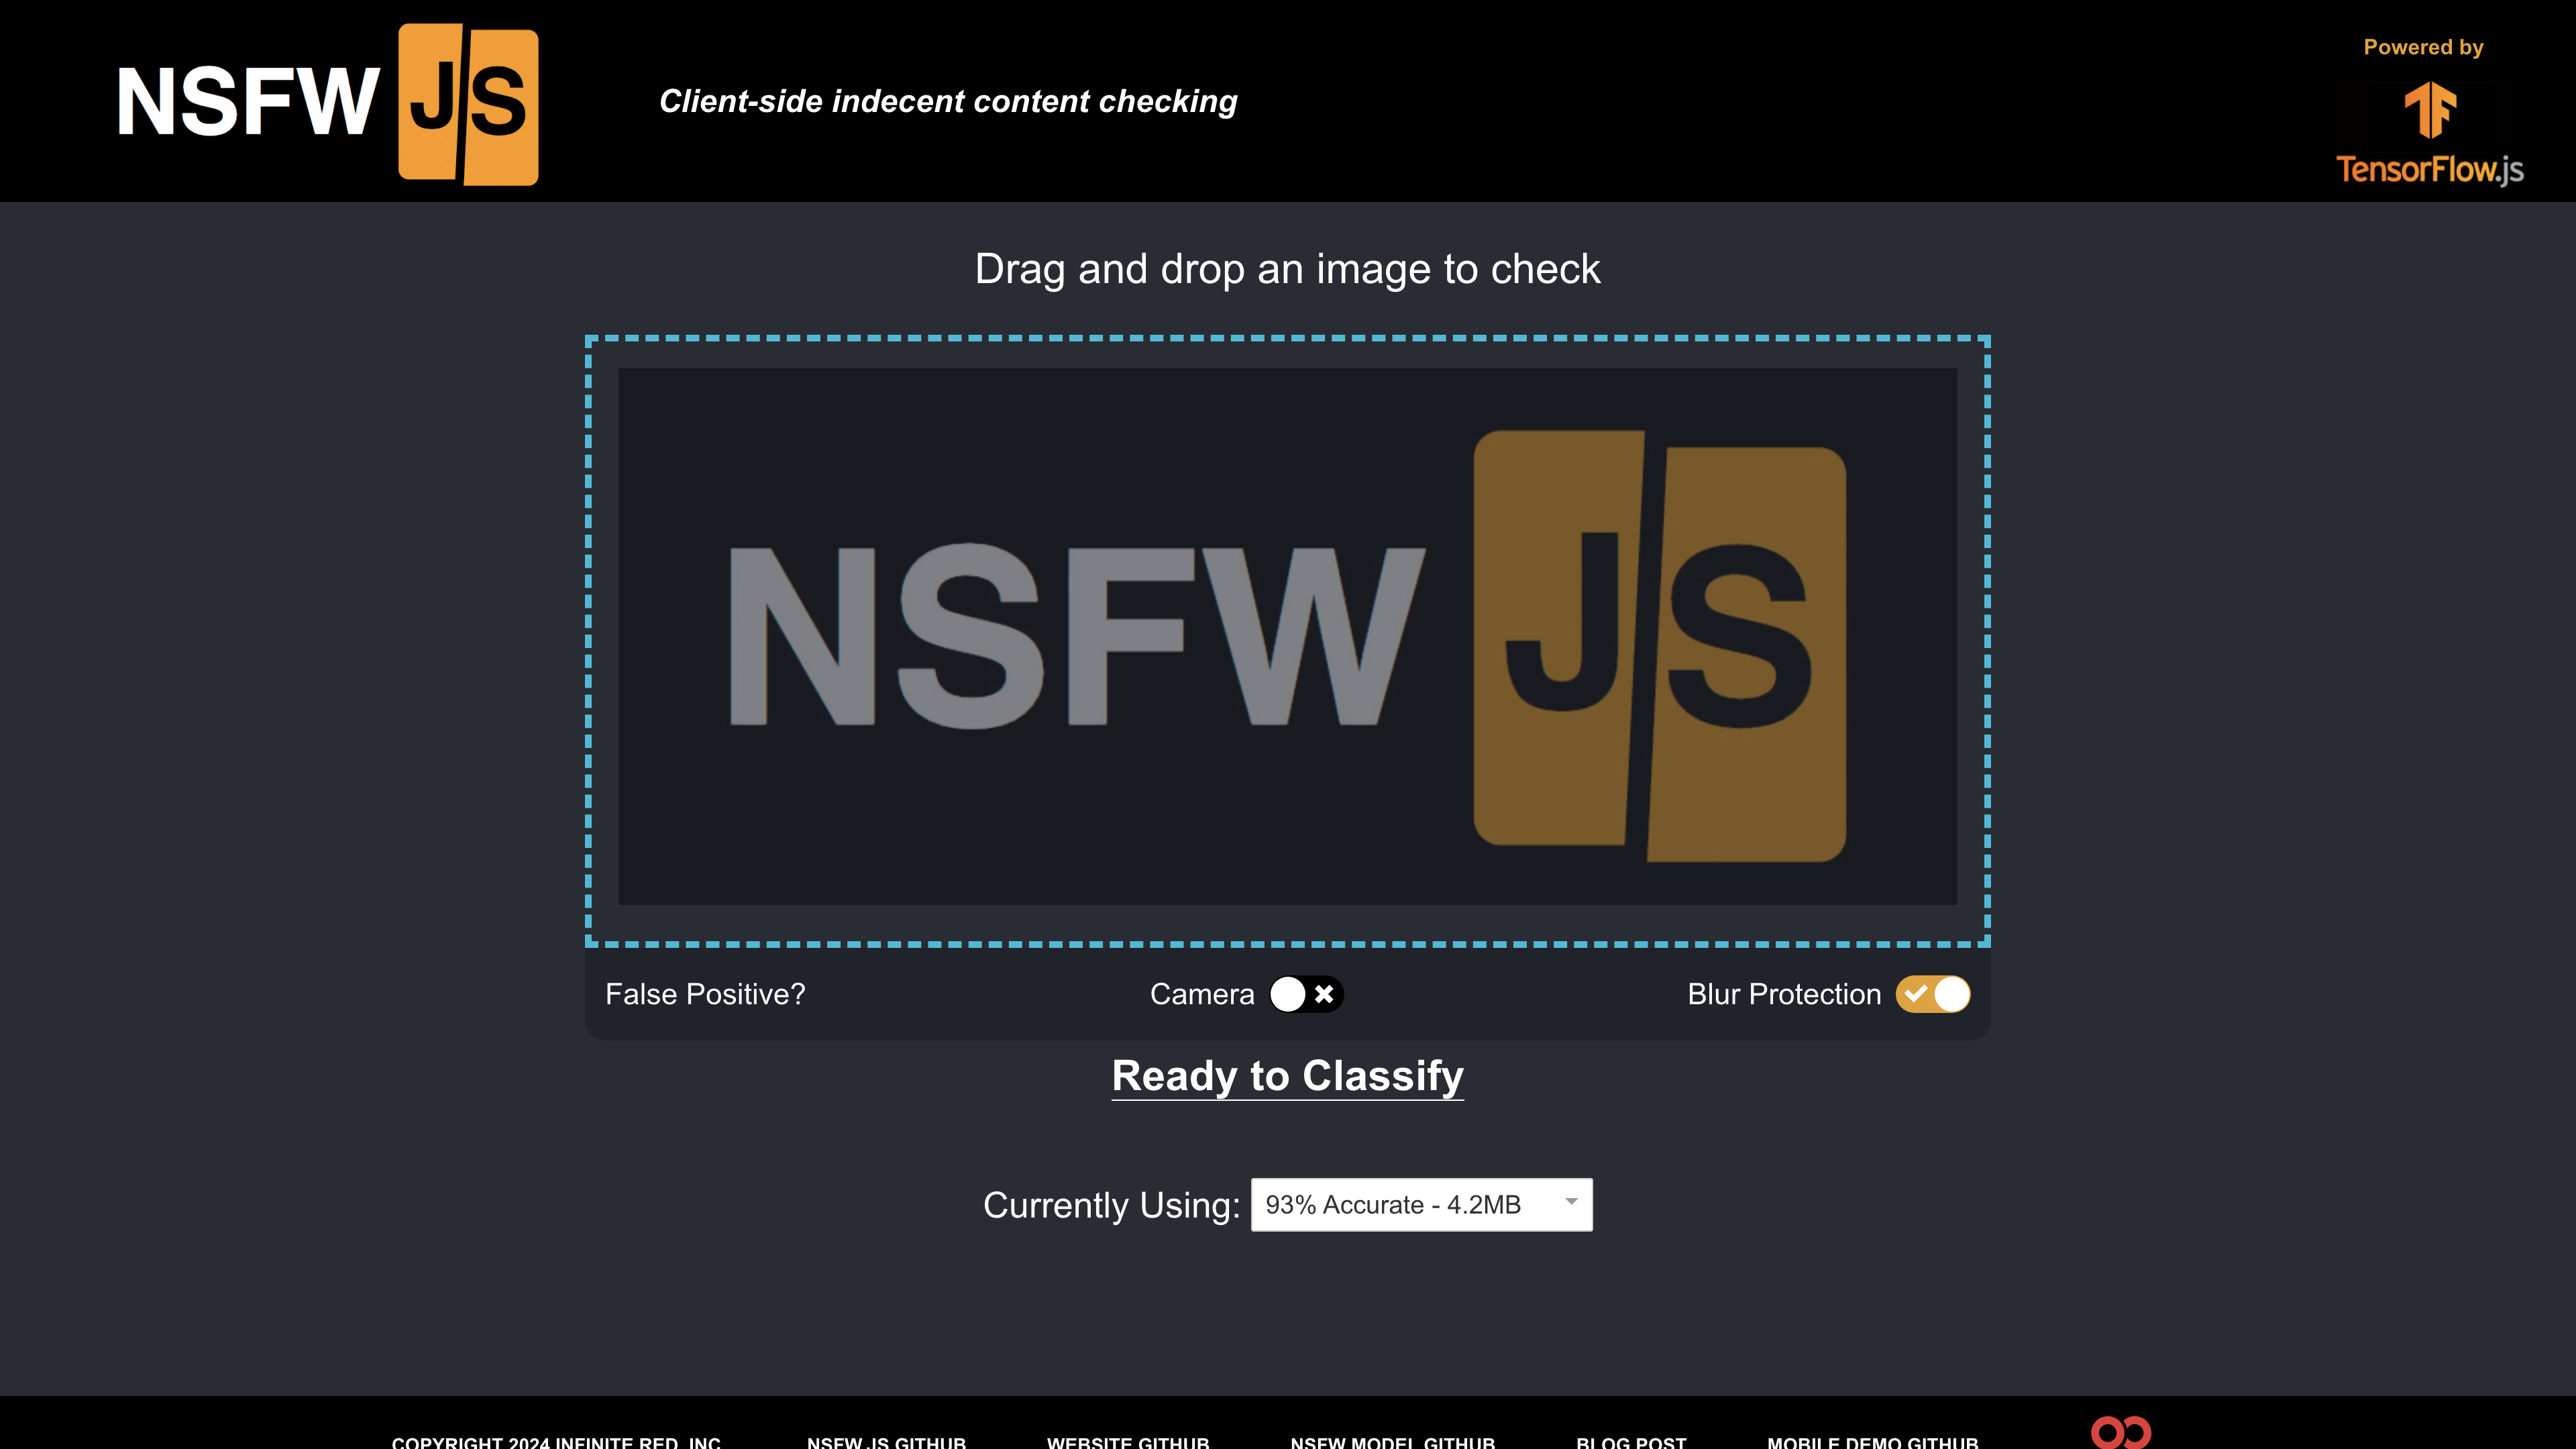 NSFW JS
Client-side indecent content checking
Powered by
TensorFlow.js
Drag and drop an image to check
NSFW JS
False Positive?
Camera
Blur Protection
Ready to Classify
Currently Using: 93% Accurate - 4.2MB
COPYRIGHT 2024 INFINITE RED, INC.
NSFW JS GITHUB
WEBSITE GITHUB
NSFW MODEL GITHUB
BLOG POST
MOBILE DEMO GITHUB